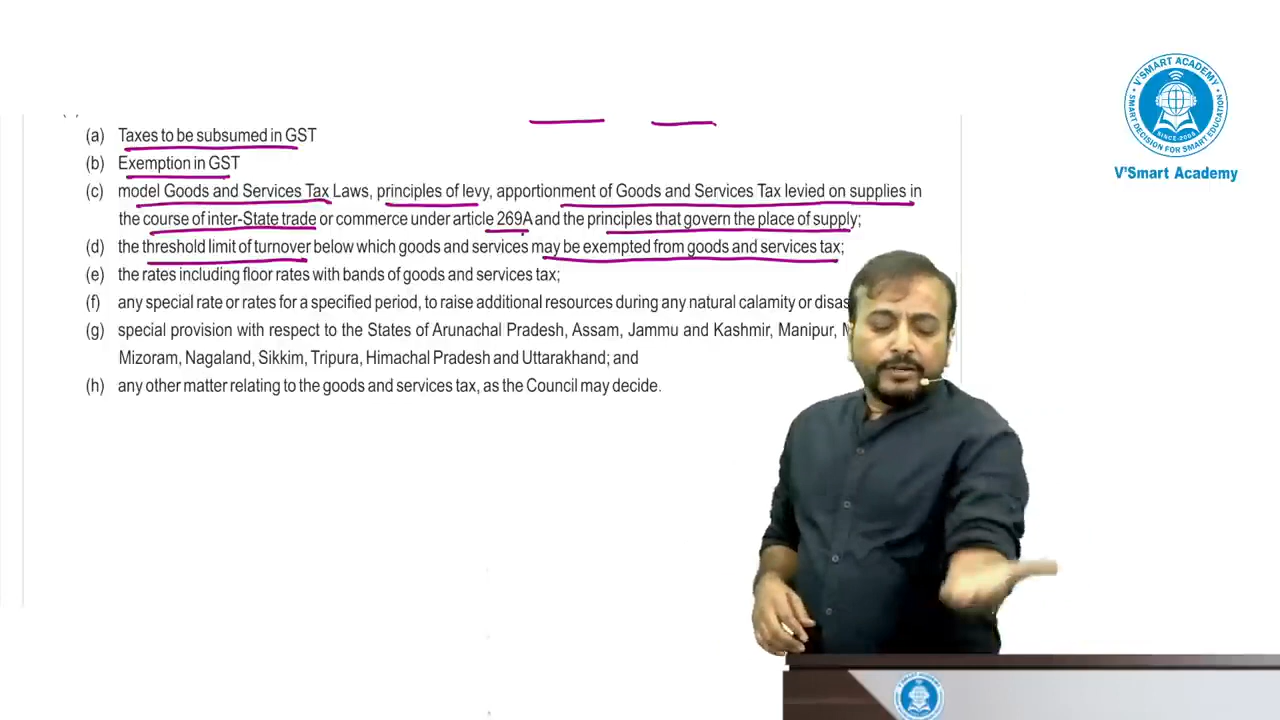 (a) Taxes to be subsumed in GST
(b) Exemption in GST
(c) model Goods and Services Tax Laws, principles of levy, apportionment of Goods and Services Tax levied on supplies in
the course of inter-State trade or commerce under article 269A and the principles that govern the place of supply;
(d) the threshold limit of turnover below which goods and services may be exempted from goods and services tax;
(e) the rates including floor rates with bands of goods and services tax;
(f) any special rate or rates for a specified period, to raise additional resources during any natural calamity or disas
(g) special provision with respect to the States of Arunachal Pradesh, Assam, Jammu and Kashmir, Manipur,
Mizoram, Nagaland, Sikkim, Tripura, Himachal Pradesh and Uttarakhand; and
(h) any other matter relating to the goods and services tax, as the Council may decide.
V'SMART ACADEMY
SMART DECISION FOR SMART EDUCATION
SINCE-2008
V'Smart Academy